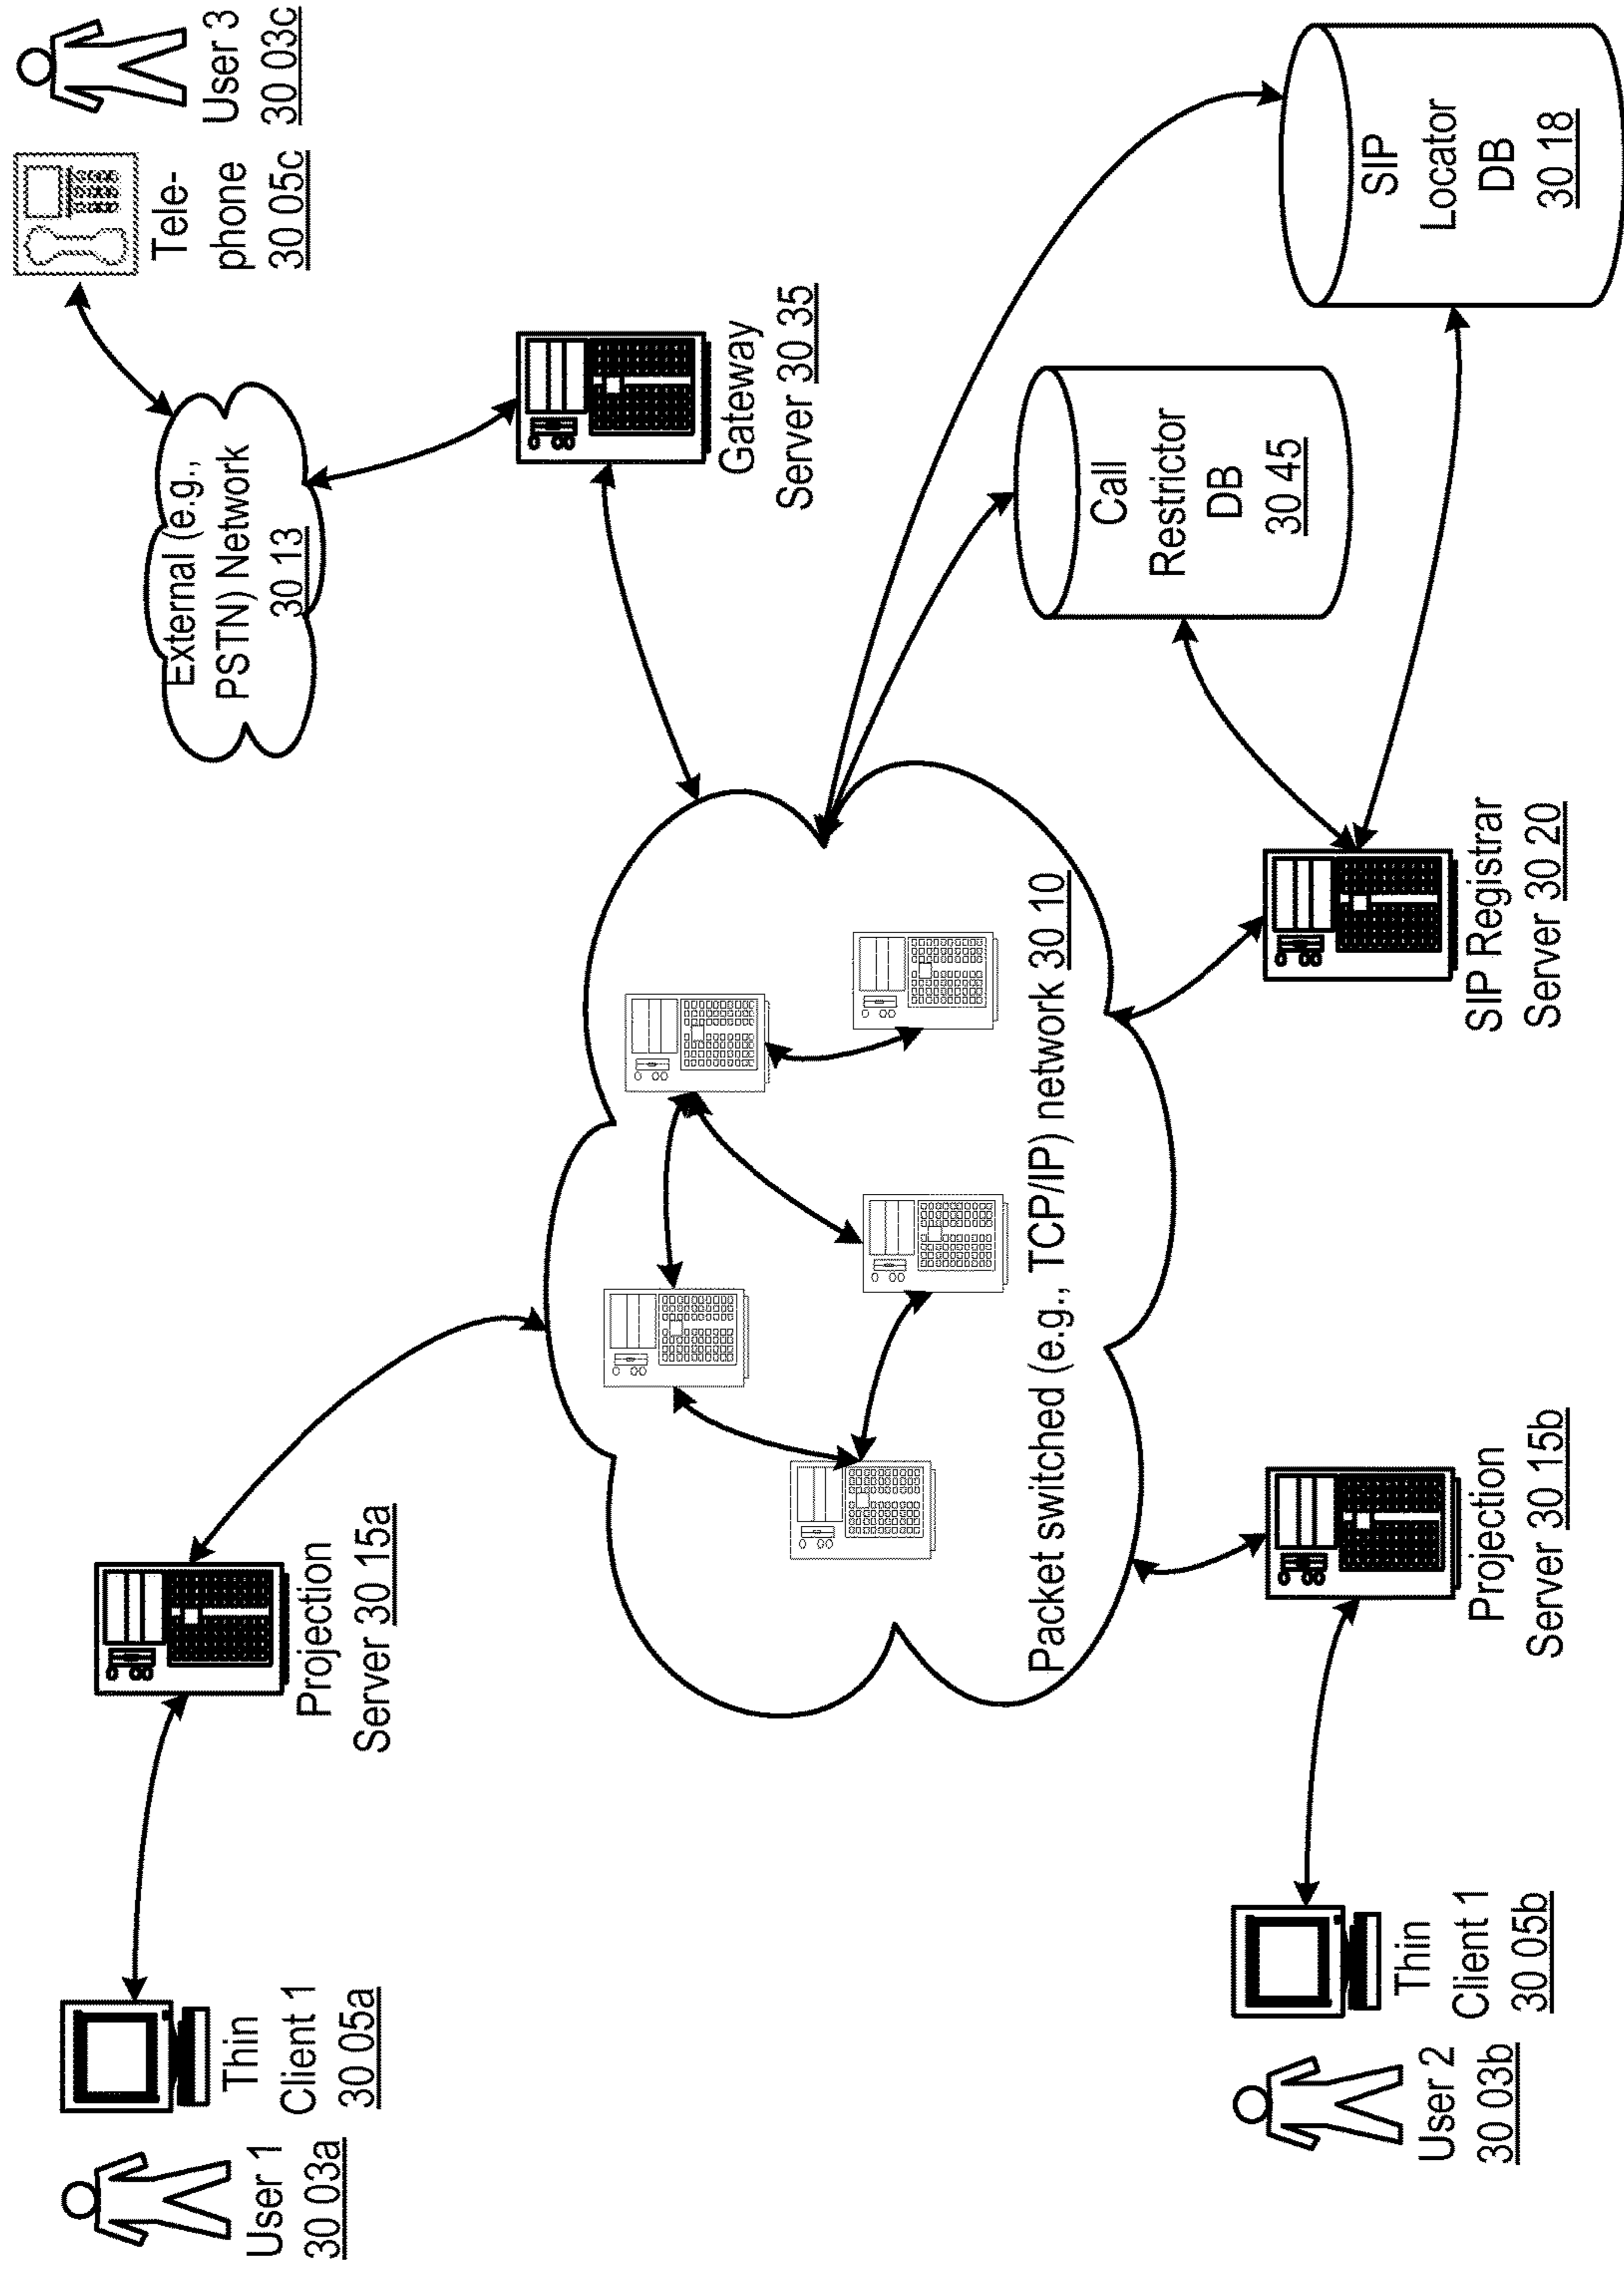 User 1
30 03a
Thin
Client 1
30 05a
Projection
Server 30 15a
External (e.g.,
PSTN) Network
30 13
Tele-
phone
30 05c
User 3
30 03c
Gateway
Server 30 35
Packet switched (e.g., TCP/IP) network 30 10
Call
Restrictor
DB
30 45
SIP
Locator
DB
30 18
User 2
30 03b
Thin
Client 1
30 05b
Projection
Server 30 15b
SIP Registrar
Server 30 20